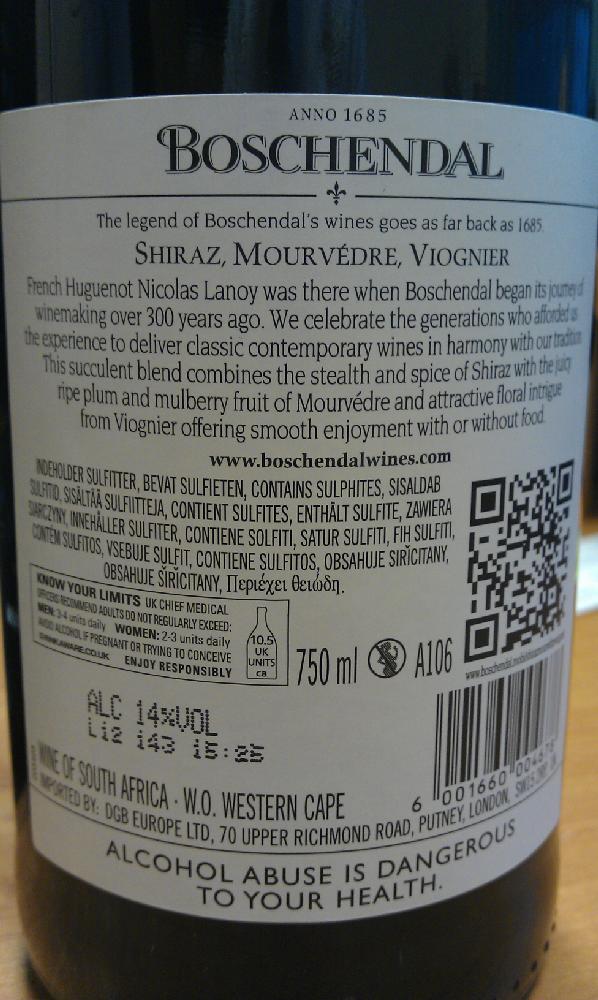 ANNO 1685
BOSCHENDAL
The legend of Boschendal's wines goes as far back as 1685.
SHIRAZ, MOURVÉDRE, VIOGNIER
French Huguenot Nicolas Lanoy was there when Boschendal began its journey of
winemaking over 300 years ago. We celebrate the generations who afforded us
the experience to deliver classic contemporary wines in harmony with our tradition
This succulent blend combines the stealth and spice of Shiraz with the juicy
ripe plum and mulberry fruit of Mourvédre and attractive floral intrigue
from Viognier offering smooth enjoyment with or without food.
www.boschendalwines.com
INDEHOLDER SULFITTER, BEVAT SULFIETEN, CONTAINS SULPHITES, SISALDAB
SULFITID, SISÄLTÄÄ SULFIITTEJA, CONTIENT SULFITES, ENTHÄLT SULFITE, ZAWIERA
SIARCZYNY, INNEHÅLLER SULFITER, CONTIENE SOLFITI, SATUR SULFITI, FIH SULFITI,
CONTÉM SULFITOS, VSEBUJE SULFIT, CONTIENE SULFITOS, OBSAHUJE SIŘIČITANY,
OBSAHUJE SIŘIČITANY, Περιέχει θειώδη.
KNOW YOUR LIMITS UK CHIEF MEDICAL
OFFICERS RECOMMEND ADULTS DO NOT REGULARLY EXCEED:
MEN: 3-4 units daily WOMEN: 2-3 units daily
AVOID ALCOHOL IF PREGNANT OR TRYING TO CONCEIVE
DRINKAWARE.CO.UK ENJOY RESPONSIBLY
10.5
UK
UNITS
ca
750 ml
A106
ALC 14%VOL
L12 143 15:25
WINE OF SOUTH AFRICA · W.O. WESTERN CAPE
6 001660 004678
IMPORTED BY: DGB EUROPE LTD, 70 UPPER RICHMOND ROAD, PUTNEY, LONDON,
ALCOHOL ABUSE IS DANGEROUS
TO YOUR HEALTH.